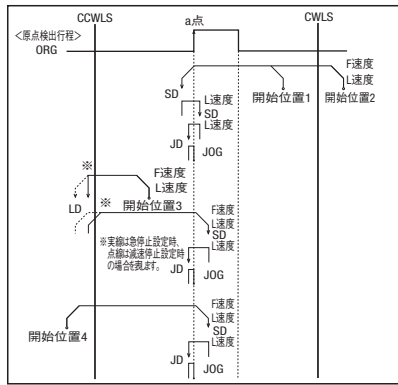 CCWLS
a点
CWLS
<原点検出行程>
ORG
F速度
L速度
SD
開始位置1
開始位置2
L速度
SD
L速度
JD
JOG
※
F速度
L速度
開始位置3
LD
※
F速度
L速度
SD
※実線は急停止設定時、
点線は減速停止設定時
の場合を表します。
L速度
JD
JOG
F速度
L速度
SD
開始位置4
L速度
JD
JOG